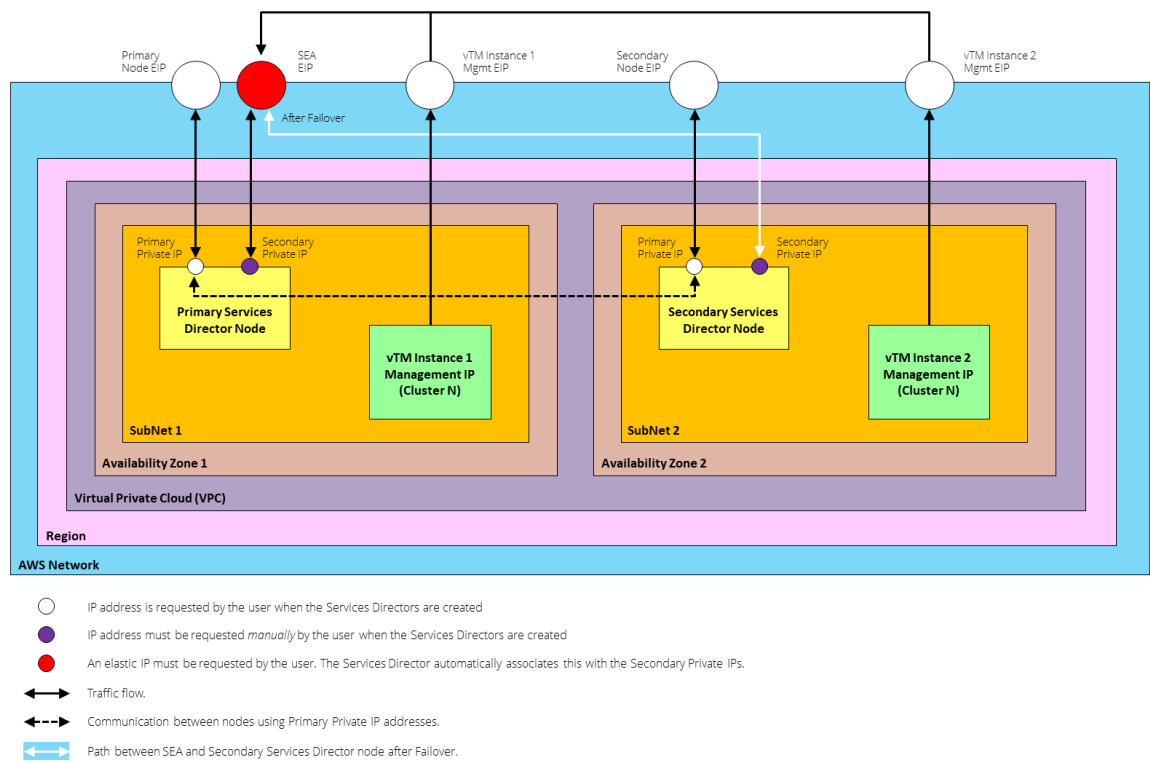 Primary
Node EIP
SEA
EIP
vTM Instance 1
Mgmt EIP
Secondary
Node EIP
vTM Instance 2
Mgmt EIP
After Failover
Primary
Private IP
Secondary
Private IP
Primary
Private IP
Secondary
Private IP
Primary Services
Director Node
Secondary Services
Director Node
vTM Instance 1
Management IP
(Cluster N)
vTM Instance 2
Management IP
(Cluster N)
SubNet 1
SubNet 2
Availability Zone 1
Availability Zone 2
Virtual Private Cloud (VPC)
Region
AWS Network
IP address is requested by the user when the Services Directors are created
IP address must be requested manually by the user when the Services Directors are created
An elastic IP must be requested by the user. The Services Director automatically associates this with the Secondary Private IPs.
Traffic flow.
Communication between nodes using Primary Private IP addresses.
Path between SEA and Secondary Services Director node after Failover.